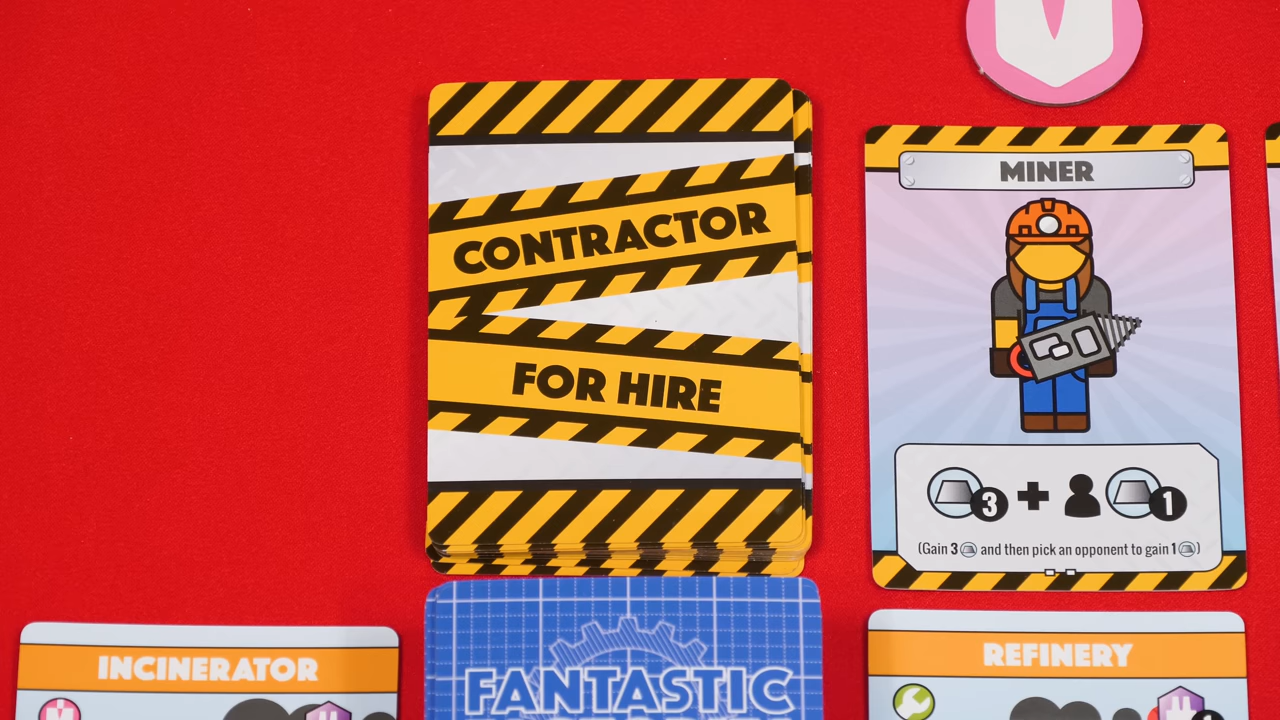 CONTRACTOR
FOR HIRE
MINER
3 + 1
(Gain 3 and then pick an opponent to gain 1)
INCINERATOR
FANTASTIC
REFINERY